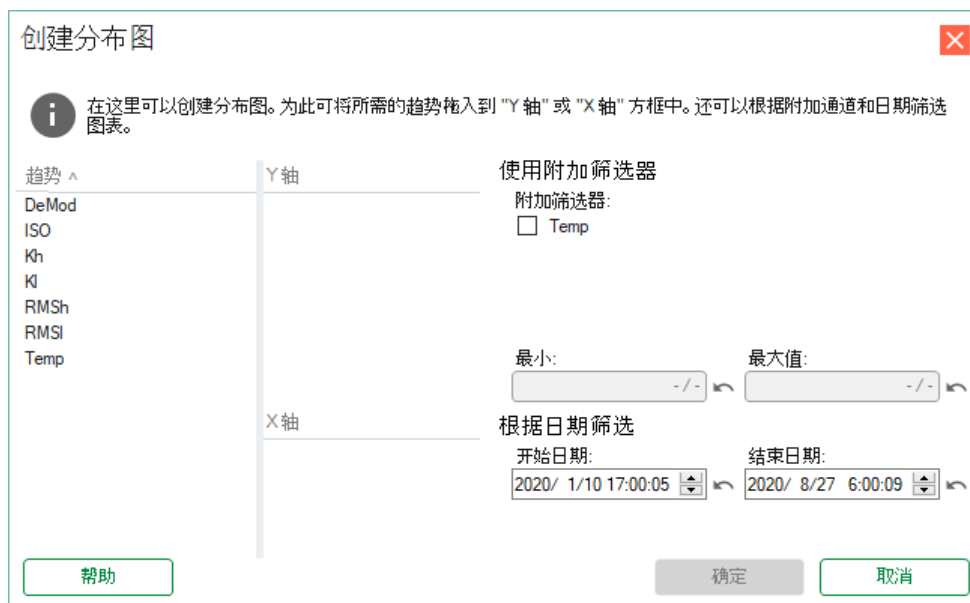 创建分布图
在这里可以创建分布图。为此可将所需的趋势拖入到 "Y 轴" 或 "X 轴" 方框中。还可以根据附加通道和日期筛选
图表。
趋势
Y 轴
使用附加筛选器
附加筛选器:
DeMod
Temp
ISO
Kh
Kl
RMSh
RMSl
Temp
最小:
最大值:
-/-
-/-
X 轴
根据日期筛选
开始日期:
结束日期:
2020/ 1/10 17:00:05
2020/ 8/27 6:00:09
帮助
确定
取消